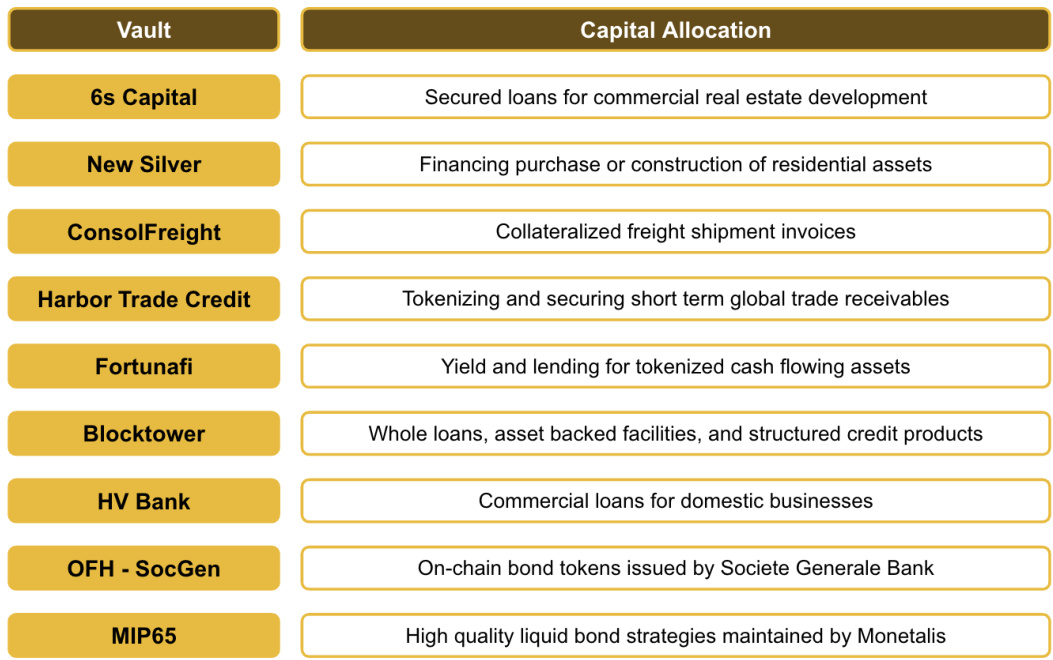 Vault Capital Allocation
6s Capital Secured loans for commercial real estate development
New Silver Financing purchase or construction of residential assets
ConsolFreight Collateralized freight shipment invoices
Harbor Trade Credit Tokenizing and securing short term global trade receivables
Fortunafi Yield and lending for tokenized cash flowing assets
Blocktower Whole loans, asset backed facilities, and structured credit products
HV Bank Commercial loans for domestic businesses
OFH - SocGen On-chain bond tokens issued by Societe Generale Bank
MIP65 High quality liquid bond strategies maintained by Monetalis